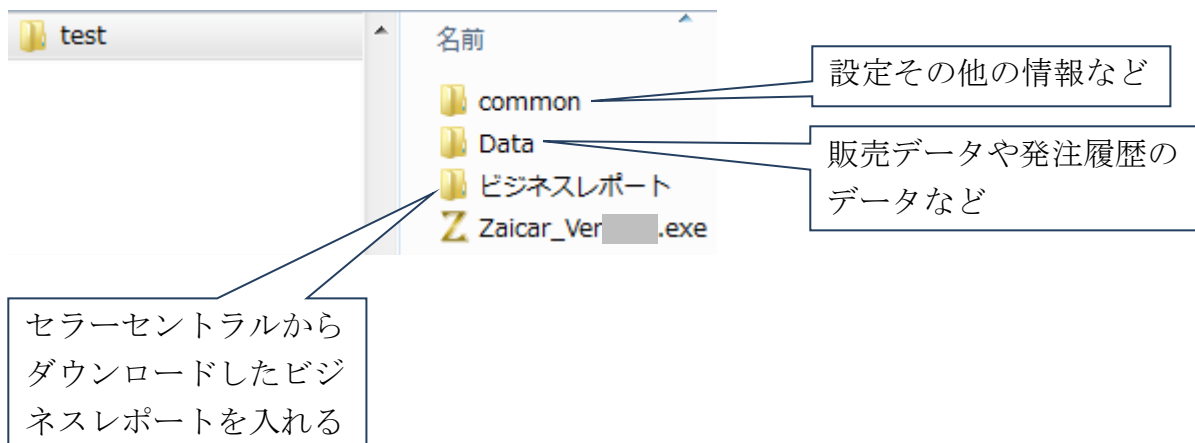 test
名前
common
Data
ビジネスレポート
Zaicar_Ver .exe
設定その他の情報など
販売データや発注履歴の
データなど
セラーセントラルから
ダウンロードしたビジ
ネスレポートを入れる